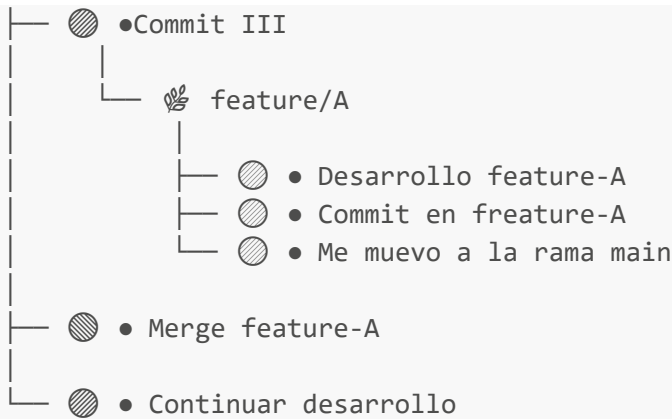 ●Commit III
feature/A
● Desarrollo feature-A
● Commit en freature-A
● Me muevo a la rama main
● Merge feature-A
● Continuar desarrollo